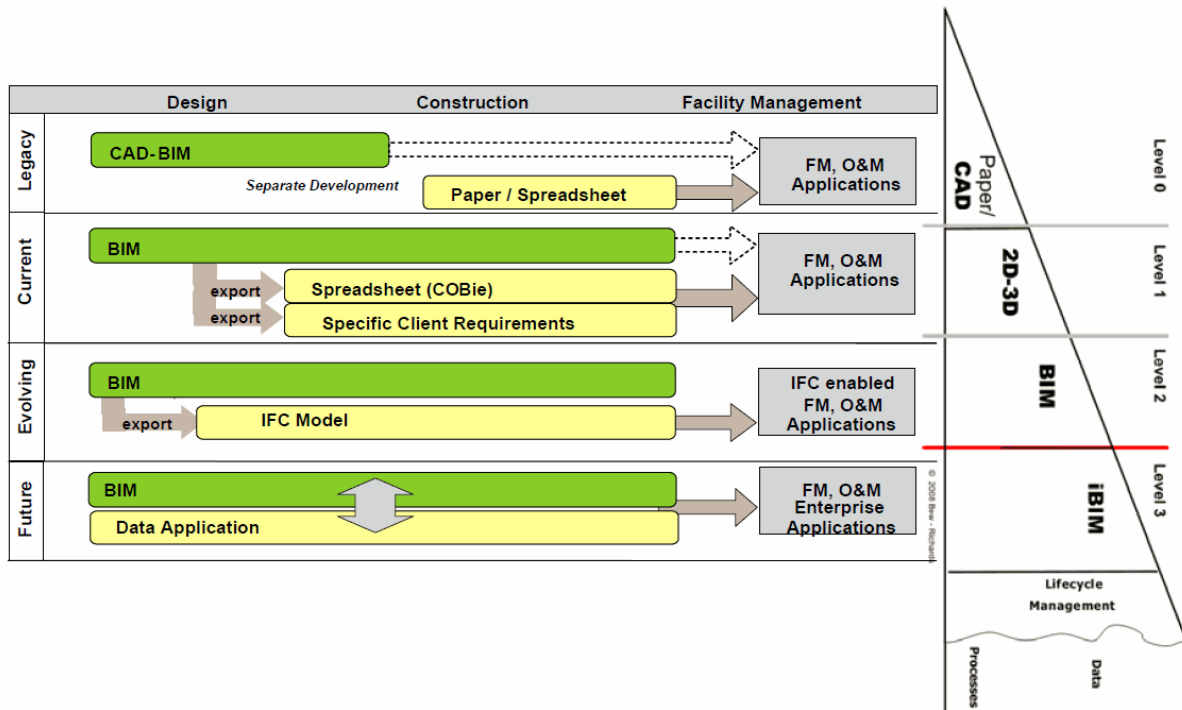 Design Construction Facility Management
Legacy
CAD-BIM
Separate Development
Paper / Spreadsheet
FM, O&M
Applications
Current
BIM
export
export
Spreadsheet (COBie)
Specific Client Requirements
FM, O&M
Applications
Evolving
BIM
export
IFC Model
IFC enabled
FM, O&M
Applications
Future
BIM
Data Application
FM, O&M
Enterprise
Applications
Paper/
CAD
Level 0
2D-3D
Level 1
BIM
Level 2
iBIM
Level 3
Lifecycle
Management
Processes
Data
© 2008 Bew -